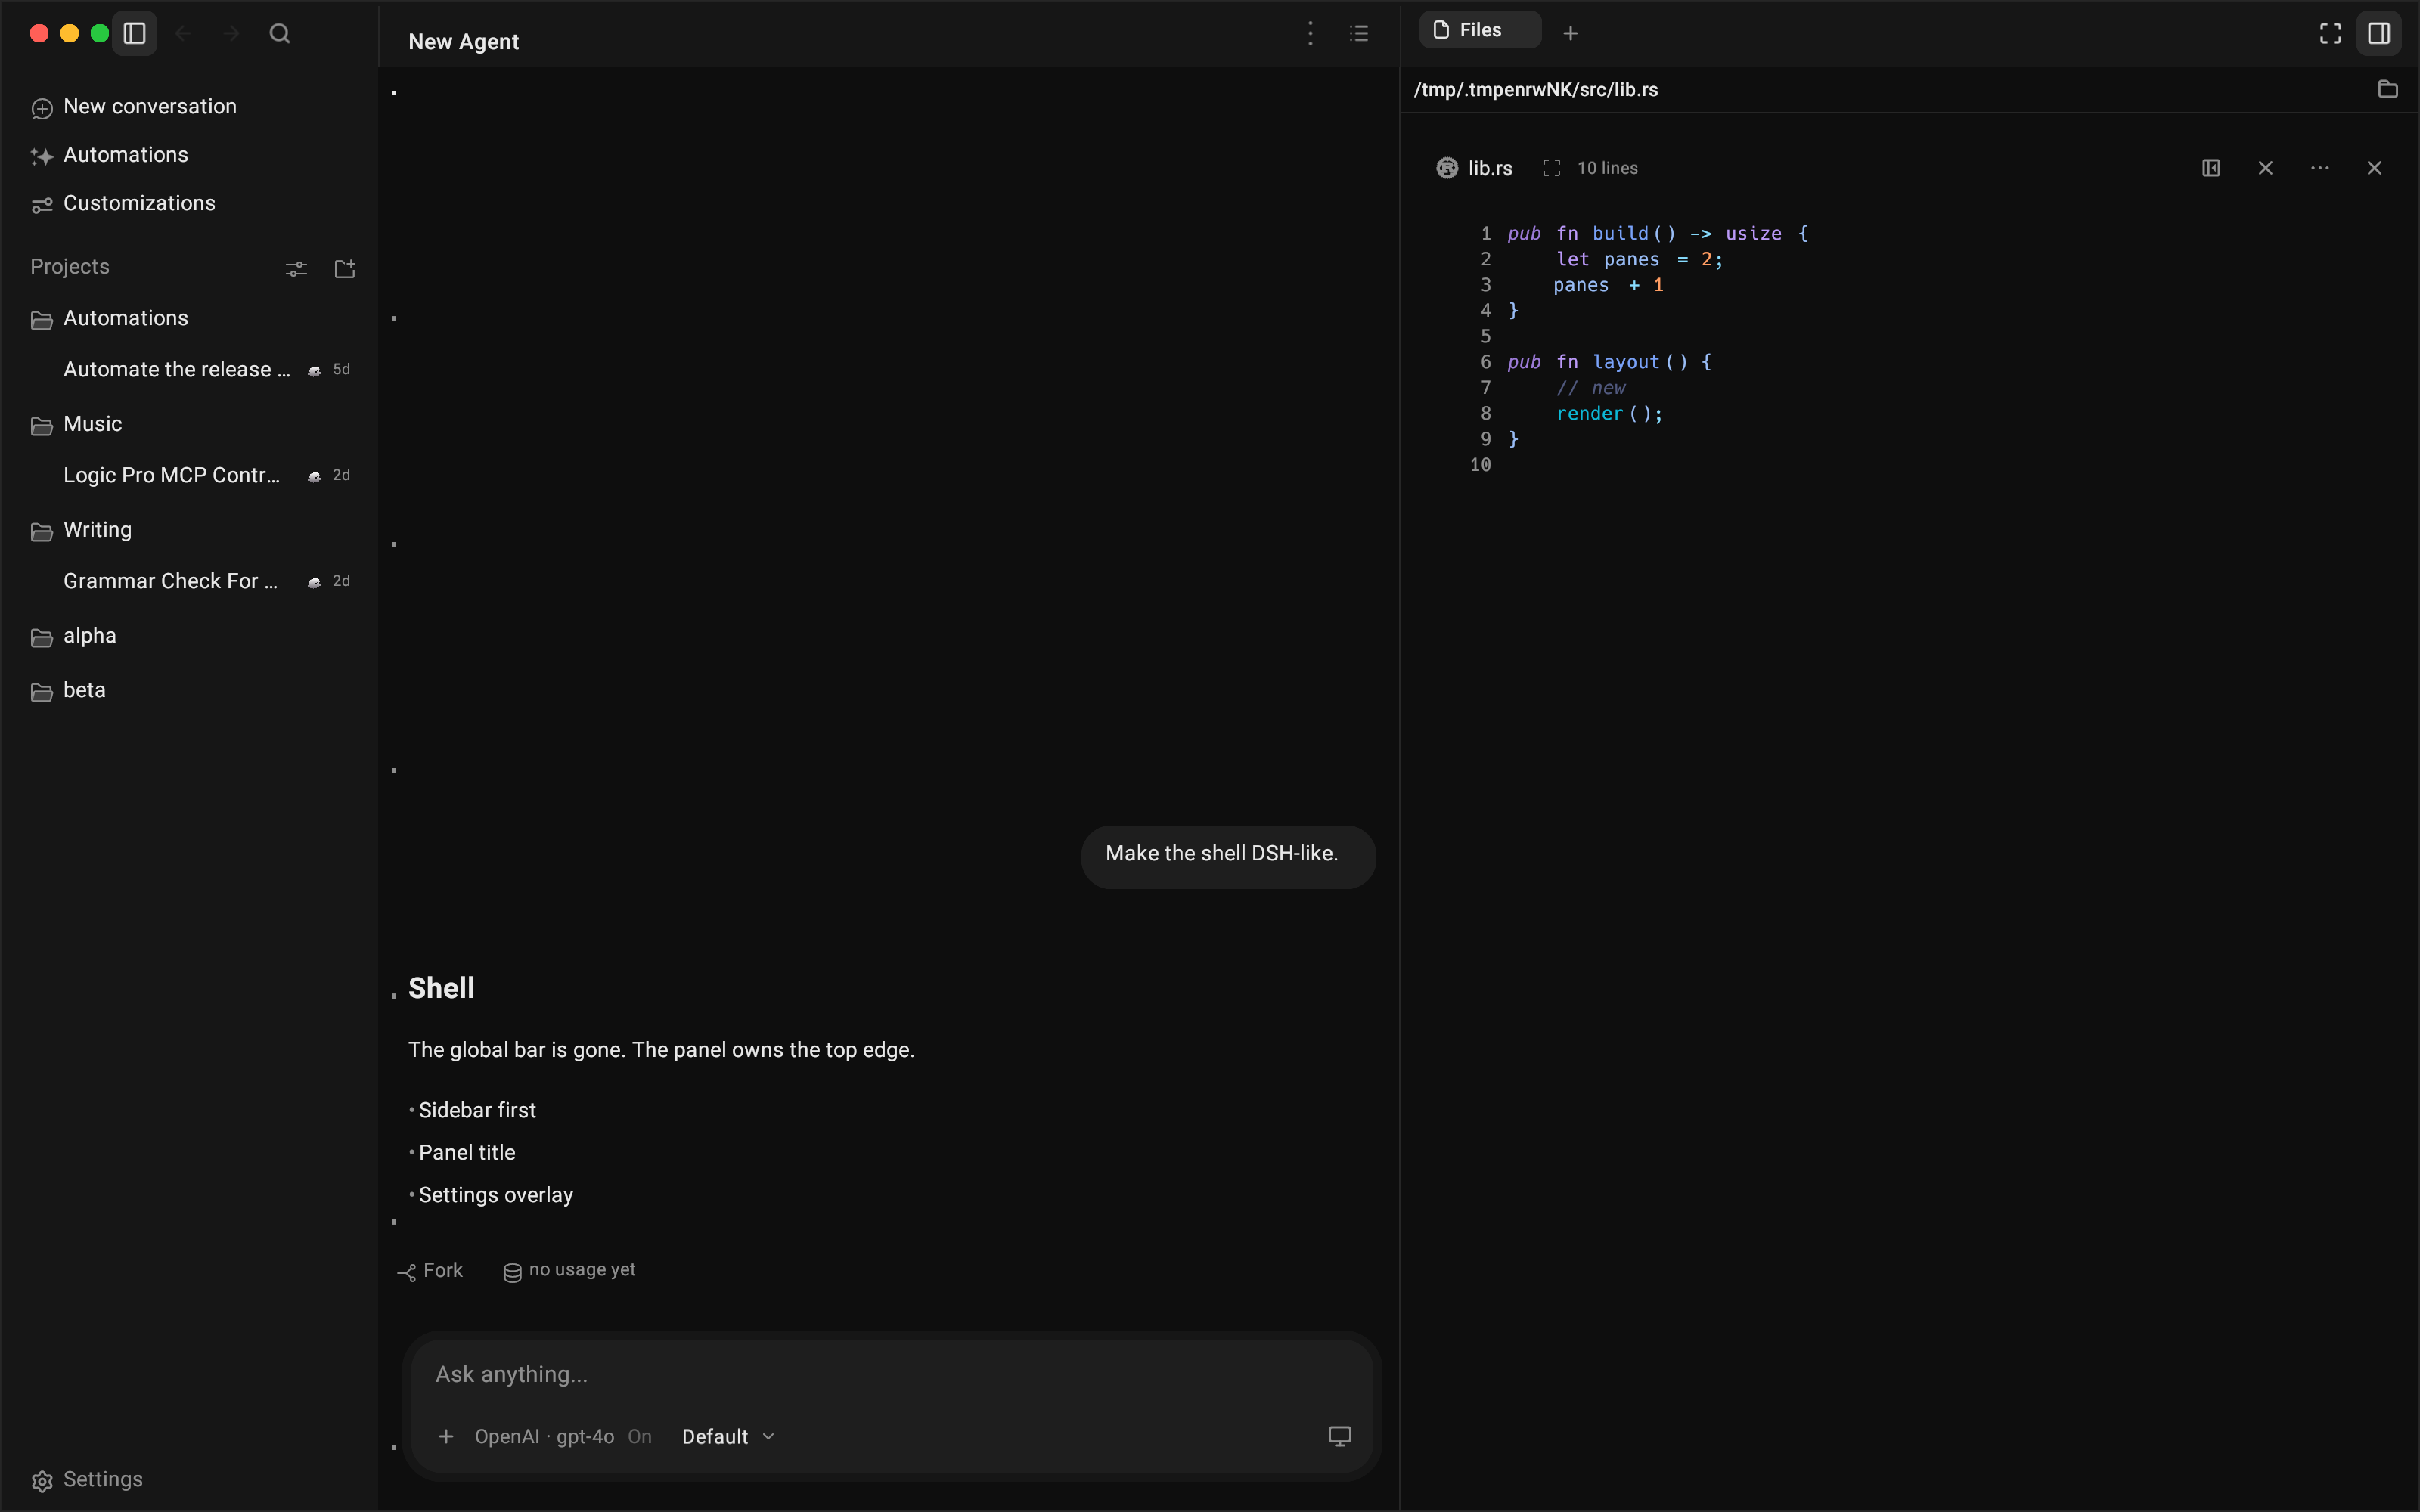 New conversation
Automations
Customizations
Projects
Automations
Automate the release ... 5d
Music
Logic Pro MCP Contr... 2d
Writing
Grammar Check For ... 2d
alpha
beta
Settings
New Agent
Make the shell DSH-like.
Shell
The global bar is gone. The panel owns the top edge.
• Sidebar first
• Panel title
• Settings overlay
Fork no usage yet
Ask anything...
+ OpenAI · gpt-4o On Default
Files +
/tmp/.tmpenrwNK/src/lib.rs
lib.rs 10 lines
1 pub fn build() -> usize {
2     let panes = 2;
3     panes + 1
4 }
5
6 pub fn layout() {
7     // new
8     render();
9 }
10